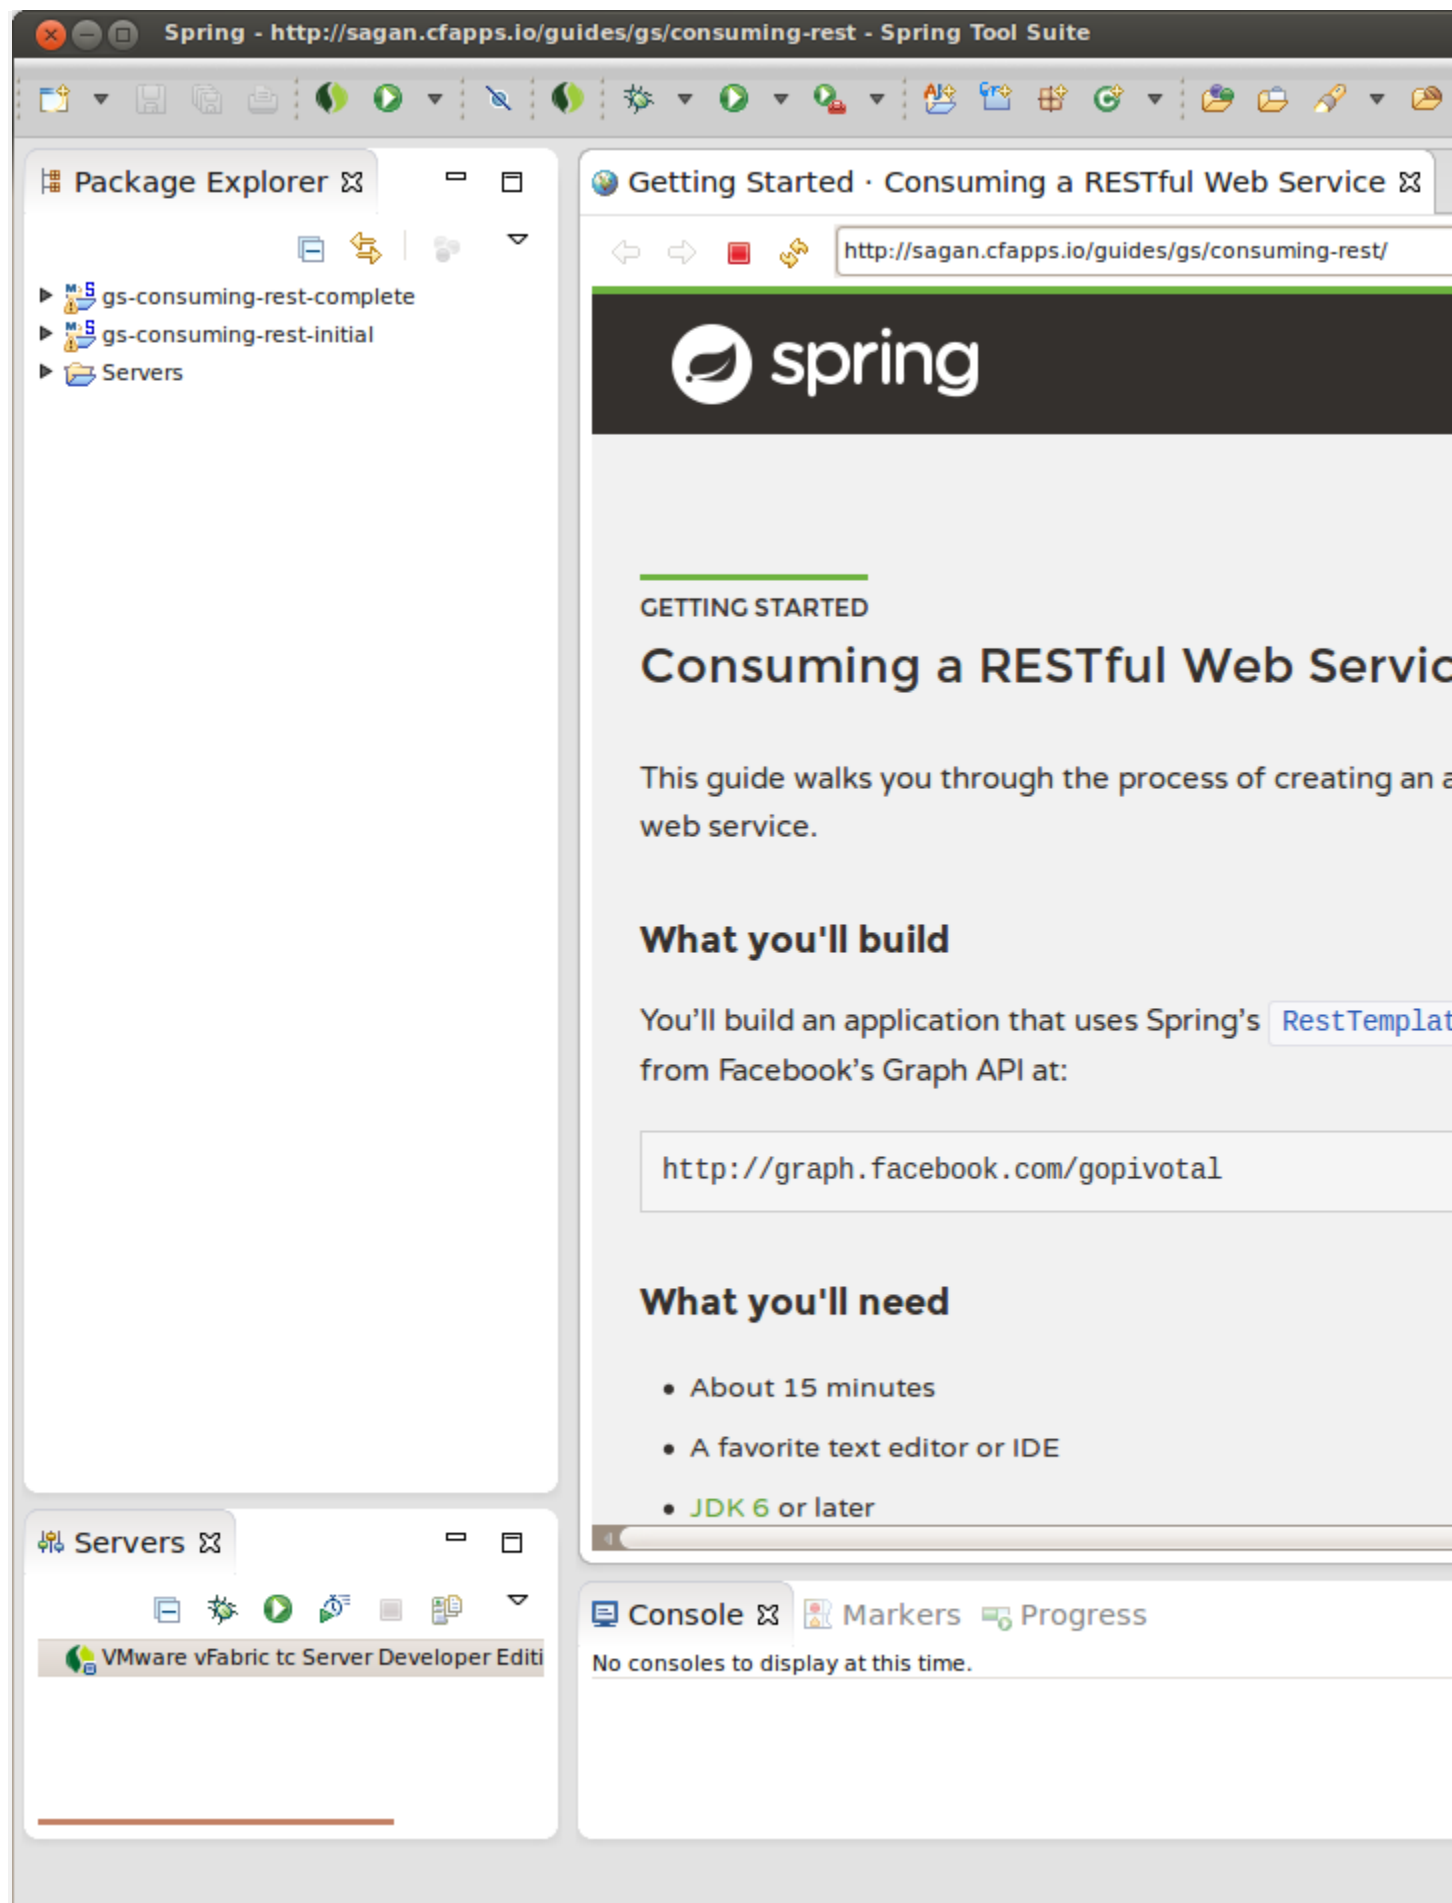 Spring - http://sagan.cfapps.io/guides/gs/consuming-rest - Spring Tool Suite
Package Explorer
gs-consuming-rest-complete
gs-consuming-rest-initial
Servers
Getting Started · Consuming a RESTful Web Service
http://sagan.cfapps.io/guides/gs/consuming-rest/
spring
GETTING STARTED
Consuming a RESTful Web Servic
This guide walks you through the process of creating an a
web service.
What you'll build
You’ll build an application that uses Spring’s RestTemplat
from Facebook’s Graph API at:
http://graph.facebook.com/gopivotal
What you'll need
• About 15 minutes
• A favorite text editor or IDE
• JDK 6 or later
Servers
VMware vFabric tc Server Developer Editi
Console Markers Progress
No consoles to display at this time.